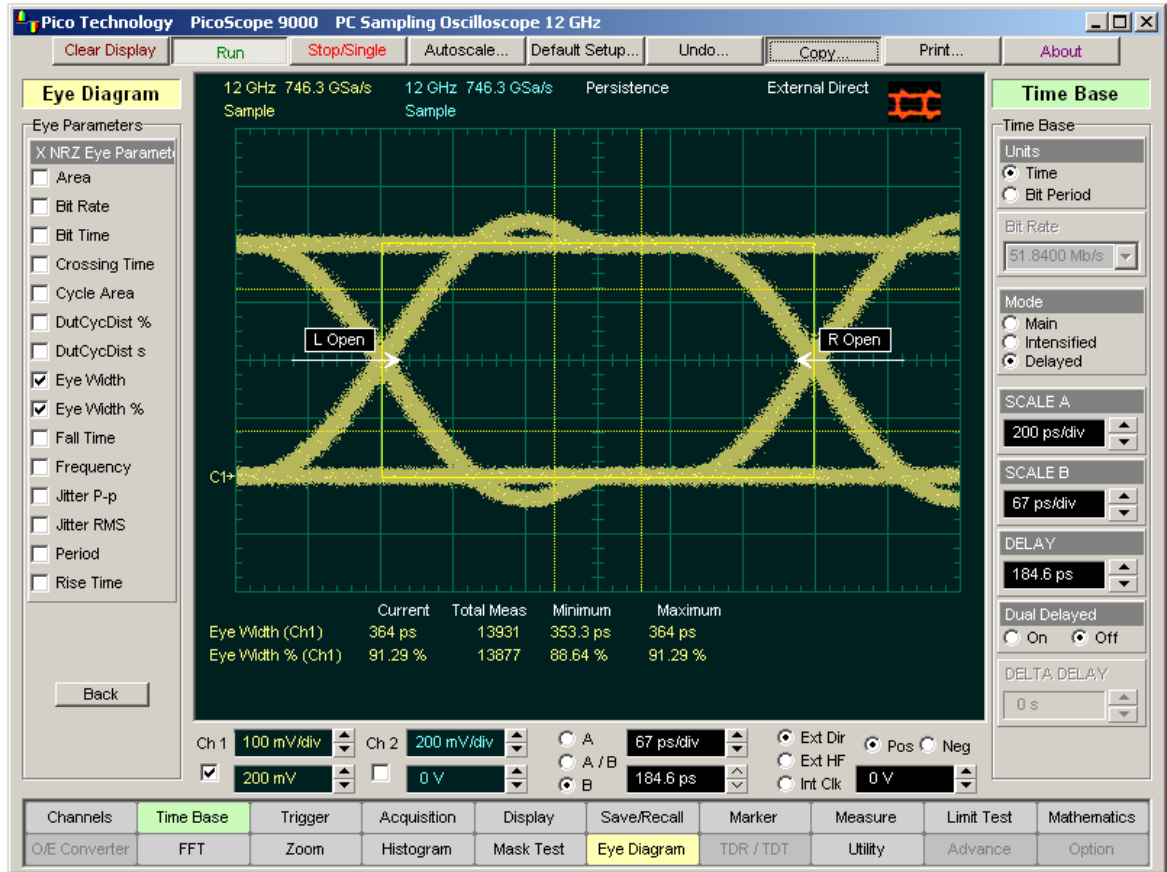 Pico Technology PicoScope 9000 PC Sampling Oscilloscope 12 GHz
Clear Display Run Stop/Single Autoscale... Default Setup... Undo... Copy... Print... About
Eye Diagram
Eye Parameters
X NRZ Eye Paramet
Area
Bit Rate
Bit Time
Crossing Time
Cycle Area
DutCycDist %
DutCycDist s
Eye Width
Eye Width %
Fall Time
Frequency
Jitter P-p
Jitter RMS
Period
Rise Time
Back
12 GHz 746.3 GSa/s 12 GHz 746.3 GSa/s Persistence External Direct
Sample Sample
L Open R Open
C1
Current Total Meas Minimum Maximum
Eye Width (Ch1) 364 ps 13931 353.3 ps 364 ps
Eye Width % (Ch1) 91.29 % 13877 88.64 % 91.29 %
Time Base
Time Base
Units
Time
Bit Period
Bit Rate
51.8400 Mb/s
Mode
Main
Intensified
Delayed
SCALE A
200 ps/div
SCALE B
67 ps/div
DELAY
184.6 ps
Dual Delayed
On Off
DELTA DELAY
0 s
Ch 1 100 mV/div Ch 2 200 mV/div A 67 ps/div Ext Dir Pos Neg
A / B Ext HF
200 mV 0 V B 184.6 ps Int Clk 0 V
Channels Time Base Trigger Acquisition Display Save/Recall Marker Measure Limit Test Mathematics
O/E Converter FFT Zoom Histogram Mask Test Eye Diagram TDR / TDT Utility Advance Option